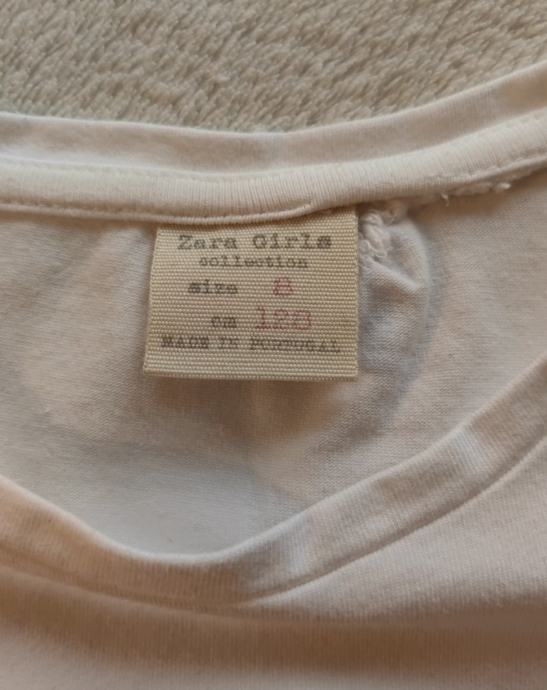 Zara Girls
collection
size 8
cm 128
MADE IN PORTUGAL